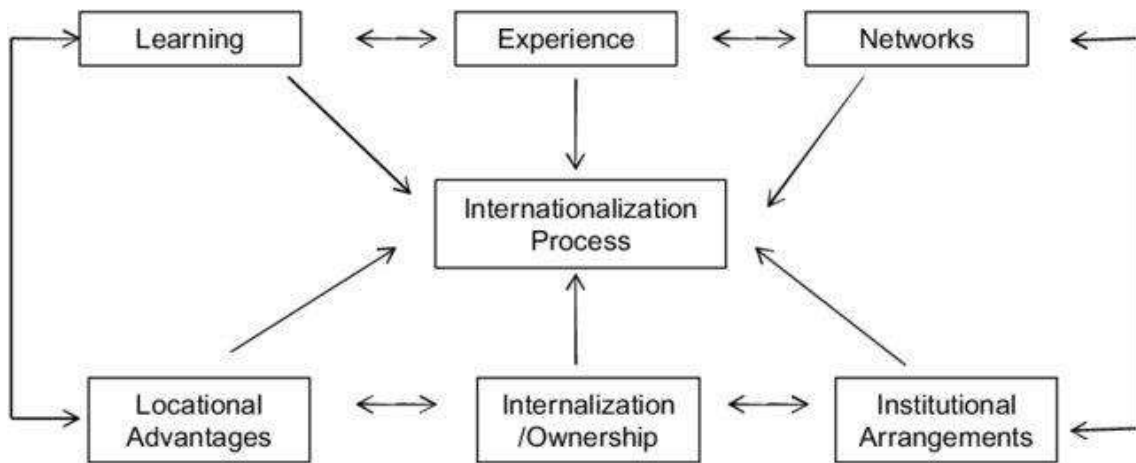 Learning
Experience
Networks
Internationalization
Process
Locational
Advantages
Internalization
/Ownership
Institutional
Arrangements